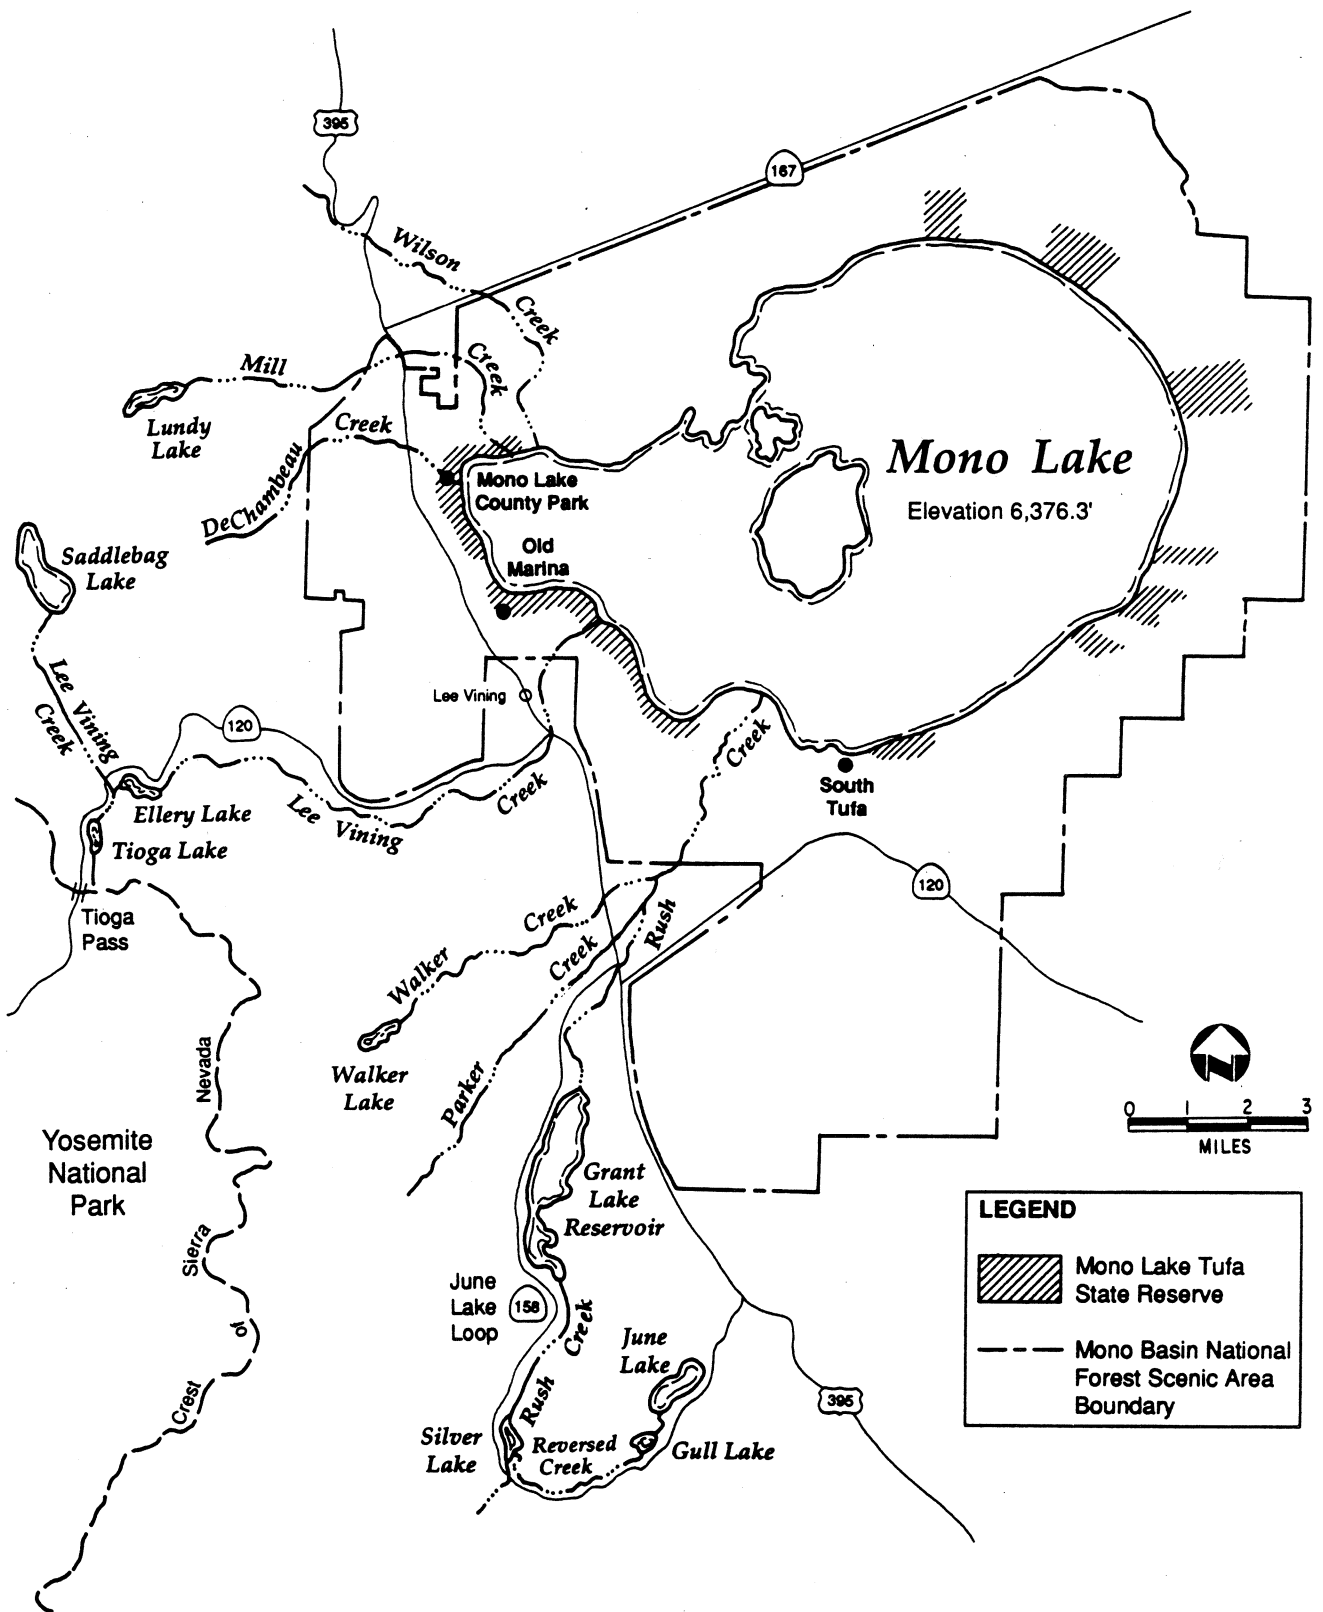 395
167
Wilson
Creek
Mill
Creek
Lundy
Lake
Creek
DeChambeau
Mono Lake
County Park
Mono Lake
Elevation 6,376.3'
Old
Marina
Saddlebag
Lake
Lee Vining
Creek
Lee Vining
120
Ellery Lake
Lee Vining
Creek
Tioga Lake
Creek
South
Tufa
120
Tioga
Pass
Creek
Walker
Creek
Rush
Walker
Lake
Parker
Nevada
0 1 2 3
MILES
Yosemite
National
Park
Grant
Lake
Reservoir
Sierra
of
Crest
June
Lake
Loop
158
Creek
Rush
June
Lake
395
Silver
Lake
Reversed
Creek
Gull Lake
LEGEND
Mono Lake Tufa
State Reserve
Mono Basin National
Forest Scenic Area
Boundary
N